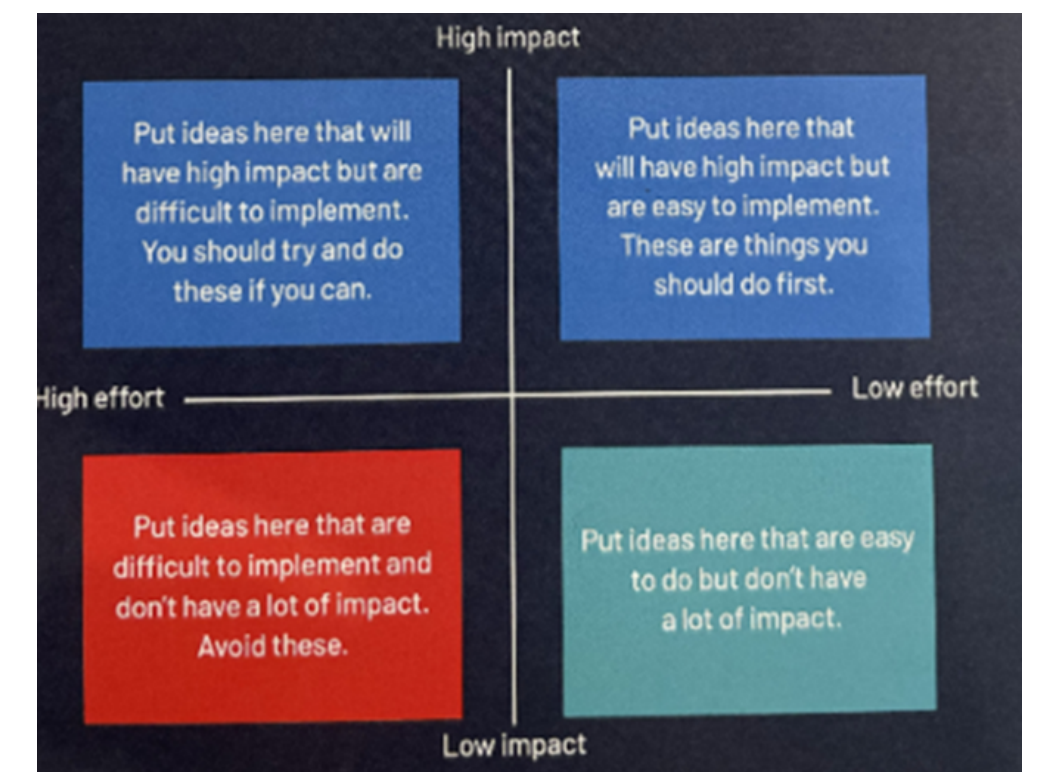 High impact
Put ideas here that will
have high impact but are
difficult to implement.
You should try and do
these if you can.
Put ideas here that
will have high impact but
are easy to implement.
These are things you
should do first.
High effort
Low effort
Put ideas here that are
difficult to implement and
don't have a lot of impact.
Avoid these.
Put ideas here that are easy
to do but don't have
a lot of impact.
Low impact